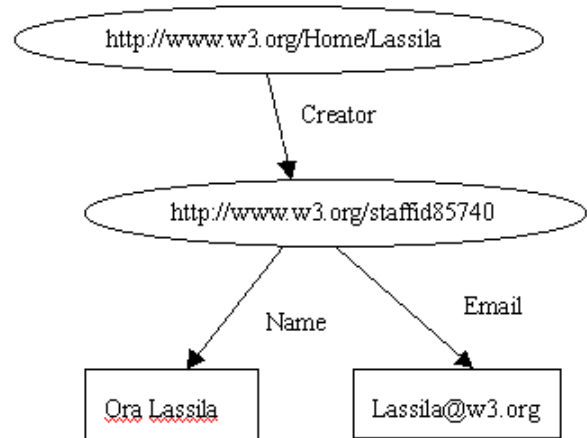 http://www.w3.org/Home/Lassila
Creator
http://www.w3.org/staffid85740
Name
Email
Ora Lassila
Lassila@w3.org